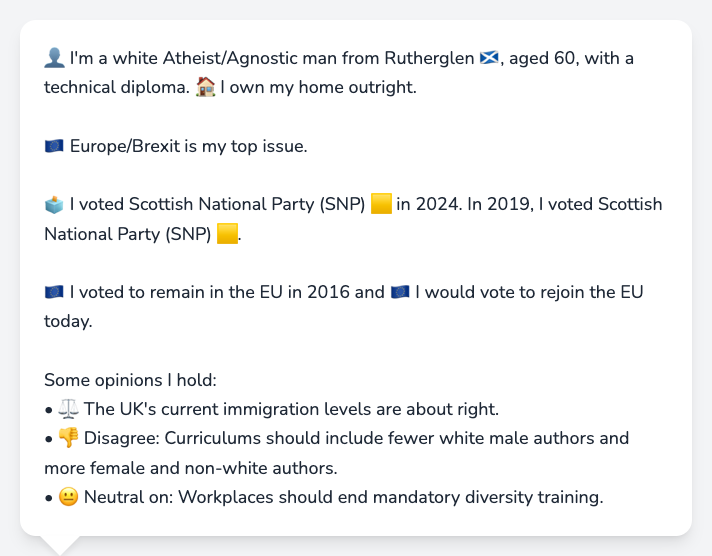 👤 I'm a white Atheist/Agnostic man from Rutherglen 🏴󠁧󠁢󠁳󠁣󠁴󠁿, aged 60, with a
technical diploma. 🏠 I own my home outright.
🇪🇺 Europe/Brexit is my top issue.
🗳️ I voted Scottish National Party (SNP) 🟨 in 2024. In 2019, I voted Scottish
National Party (SNP) 🟨.
🇪🇺 I voted to remain in the EU in 2016 and 🇪🇺 I would vote to rejoin the EU
today.
Some opinions I hold:
• ⚖️ The UK's current immigration levels are about right.
• 👎 Disagree: Curriculums should include fewer white male authors and
more female and non-white authors.
• 😐 Neutral on: Workplaces should end mandatory diversity training.